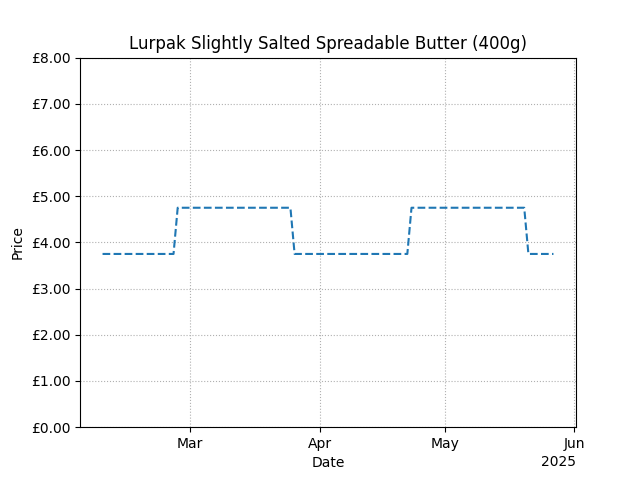 Lurpak Slightly Salted Spreadable Butter (400g)
£8.00
£7.00
£6.00
£5.00
£4.00
£3.00
£2.00
£1.00
£0.00
Price
Mar Apr May Jun
Date
2025